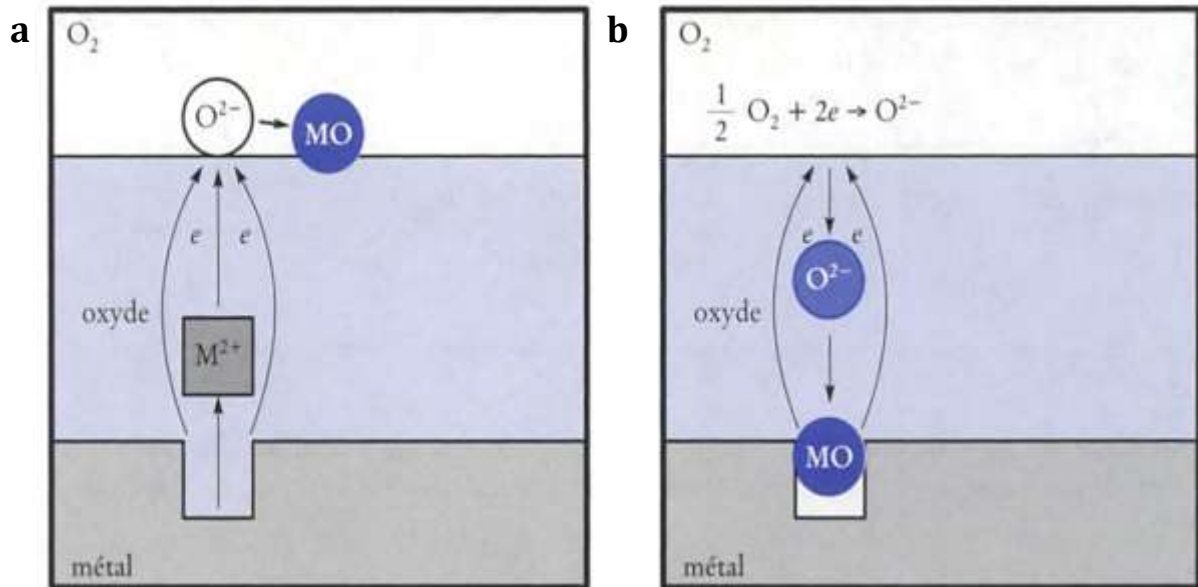 a
O₂
O²⁻
MO
e e
oxyde
M²⁺
métal
b
O₂
1/2 O₂ + 2e → O²⁻
e e
O²⁻
oxyde
MO
métal